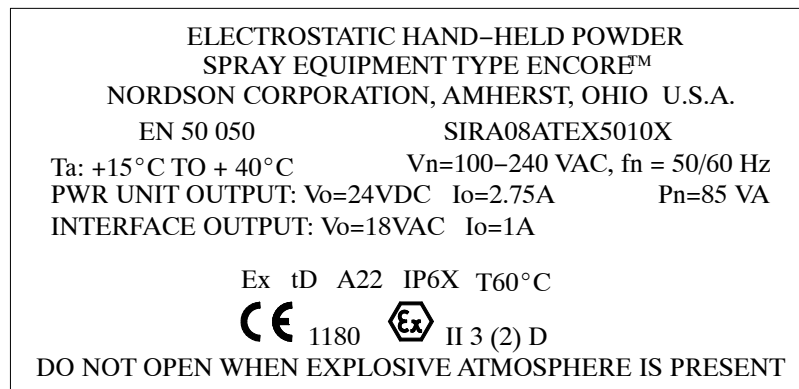 ELECTROSTATIC HAND−HELD POWDER
SPRAY EQUIPMENT TYPE ENCORE™
NORDSON CORPORATION, AMHERST, OHIO U.S.A.
EN 50 050 SIRA08ATEX5010X
Ta: +15°C TO + 40°C Vn=100−240 VAC, fn = 50/60 Hz
PWR UNIT OUTPUT: Vo=24VDC Io=2.75A Pn=85 VA
INTERFACE OUTPUT: Vo=18VAC Io=1A
Ex tD A22 IP6X T60°C
CE 1180 Ex II 3 (2) D
DO NOT OPEN WHEN EXPLOSIVE ATMOSPHERE IS PRESENT